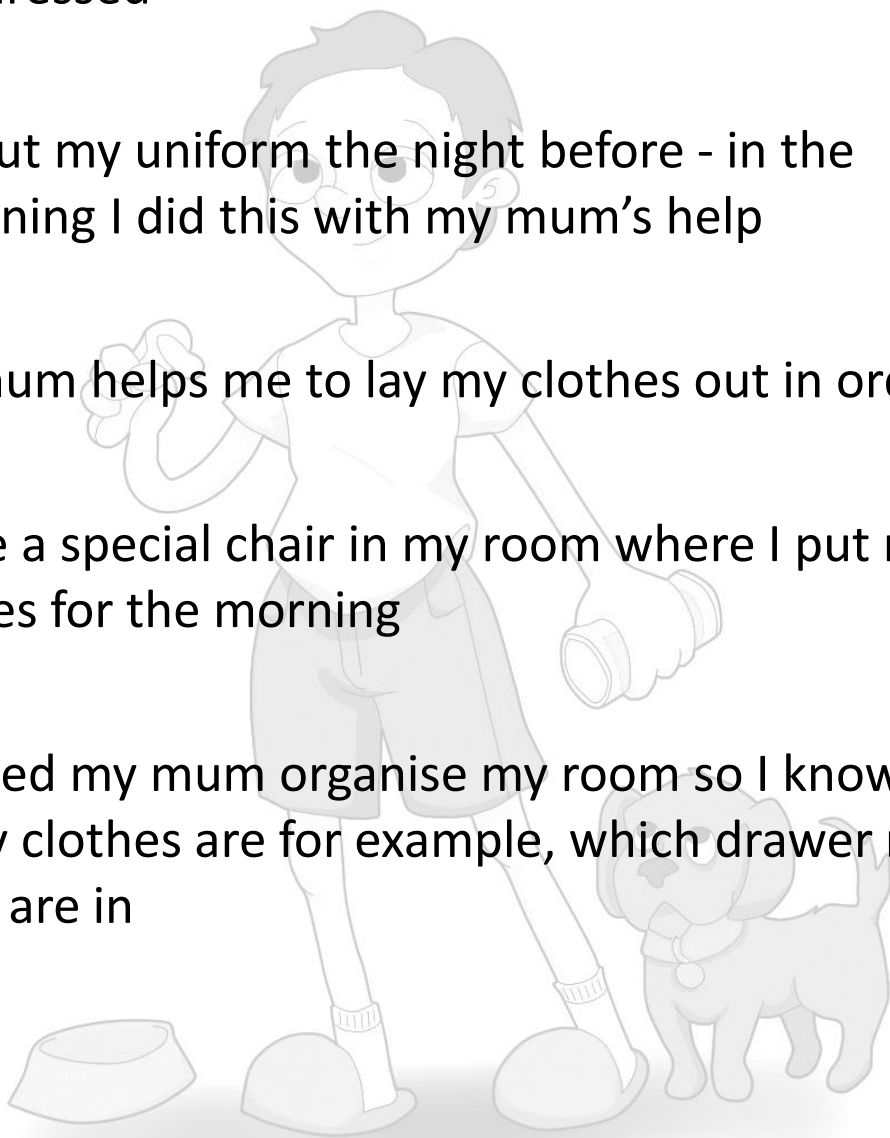 ut my uniform the night before - in the
ning I did this with my mum’s help
um helps me to lay my clothes out in
a special chair in my room where I put
es for the morning
ed my mum organise my room so I know
clothes are for example, which drawer
are in